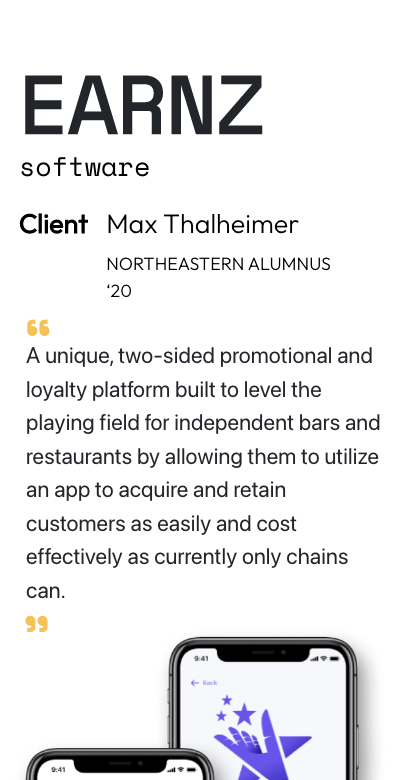 EARNZ
software
Client Max Thalheimer
NORTHEASTERN ALUMNUS
‘20
“
A unique, two-sided promotional and
loyalty platform built to level the
playing field for independent bars and
restaurants by allowing them to utilize
an app to acquire and retain
customers as easily and cost
effectively as currently only chains
can.
”
9:41
Back
9:41